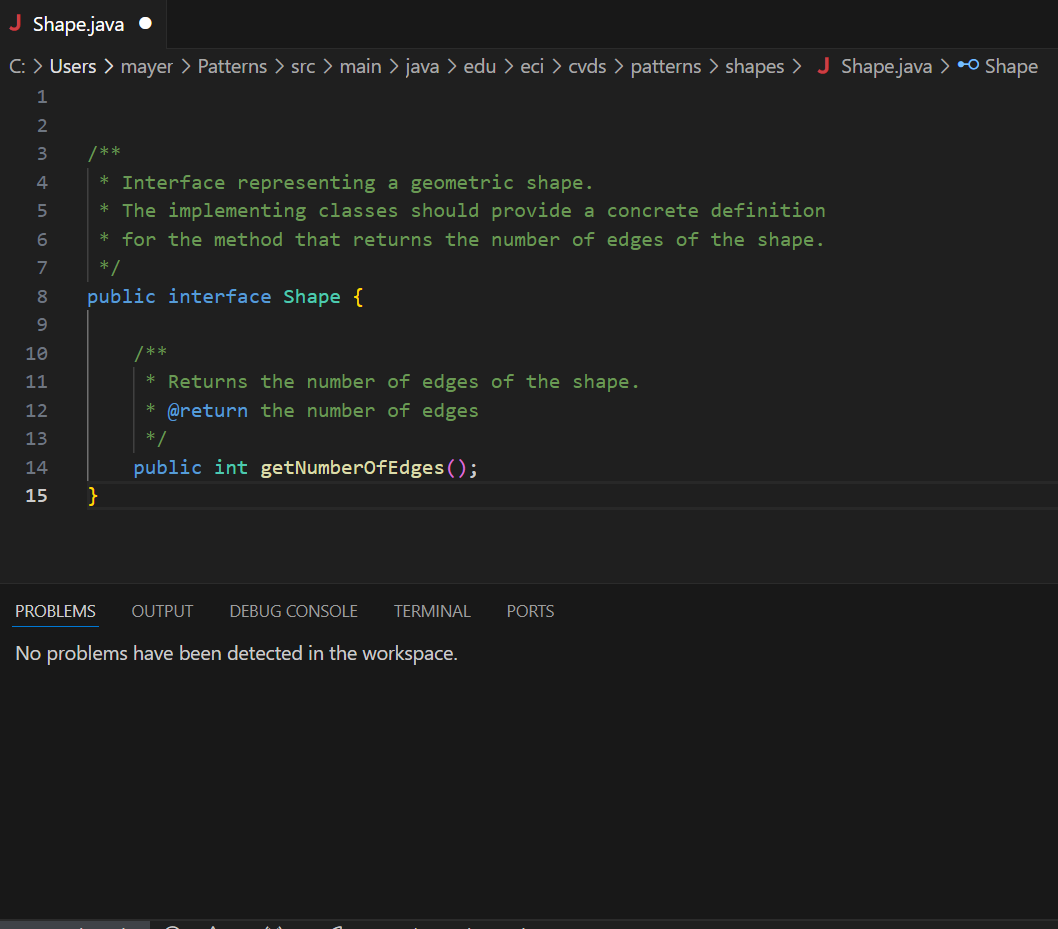 Shape.java
C: > Users > mayer > Patterns > src > main > java > edu > eci > cvds > patterns > shapes > J Shape.java > Shape
1
2
3 /**
4  * Interface representing a geometric shape.
5  * The implementing classes should provide a concrete definition
6  * for the method that returns the number of edges of the shape.
7  */
8 public interface Shape {
9
10     /**
11      * Returns the number of edges of the shape.
12      * @return the number of edges
13      */
14     public int getNumberOfEdges();
15 }
PROBLEMS OUTPUT DEBUG CONSOLE TERMINAL PORTS
No problems have been detected in the workspace.